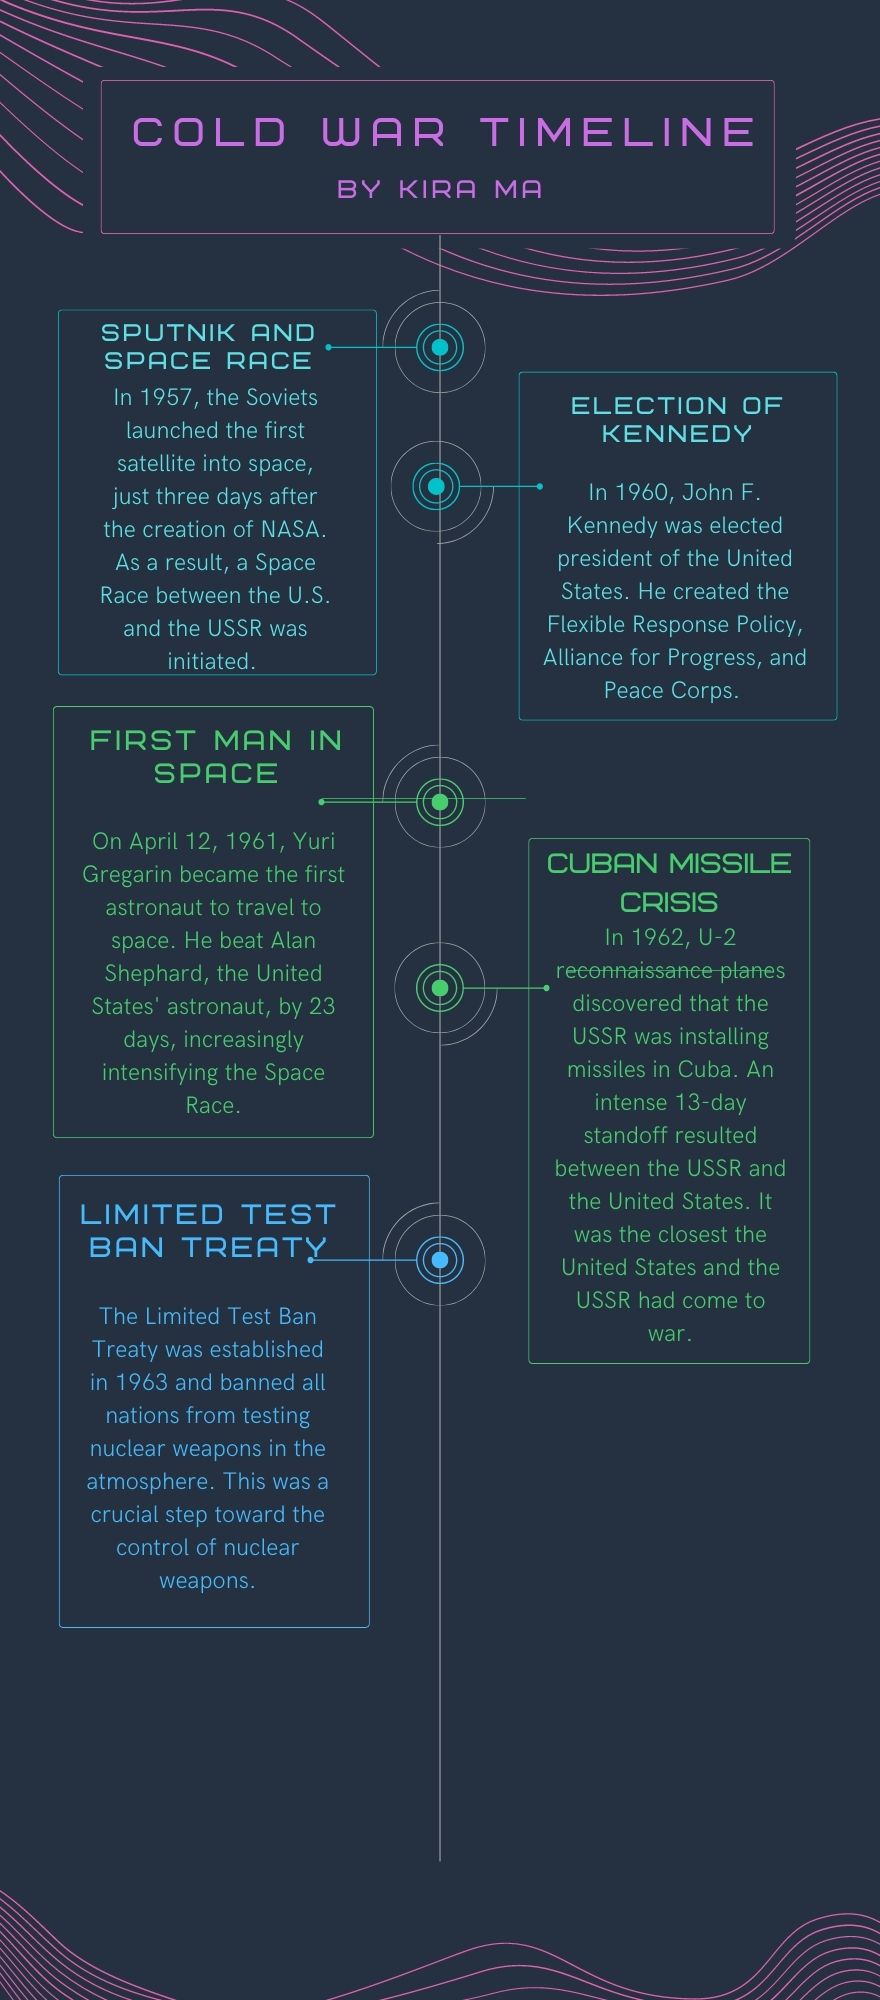 COLD WAR TIMELINE
BY KIRA MA
SPUTNIK AND
SPACE RACE
In 1957, the Soviets
launched the first
satellite into space,
just three days after
the creation of NASA.
As a result, a Space
Race between the U.S.
and the USSR was
initiated.
ELECTION OF
KENNEDY
In 1960, John F.
Kennedy was elected
president of the United
States. He created the
Flexible Response Policy,
Alliance for Progress, and
Peace Corps.
FIRST MAN IN
SPACE
On April 12, 1961, Yuri
Gregarin became the first
astronaut to travel to
space. He beat Alan
Shephard, the United
States' astronaut, by 23
days, increasingly
intensifying the Space
Race.
CUBAN MISSILE
CRISIS
In 1962, U-2
reconnaissance planes
discovered that the
USSR was installing
missiles in Cuba. An
intense 13-day
standoff resulted
between the USSR and
the United States. It
was the closest the
United States and the
USSR had come to
war.
LIMITED TEST
BAN TREATY
The Limited Test Ban
Treaty was established
in 1963 and banned all
nations from testing
nuclear weapons in the
atmosphere. This was a
crucial step toward the
control of nuclear
weapons.